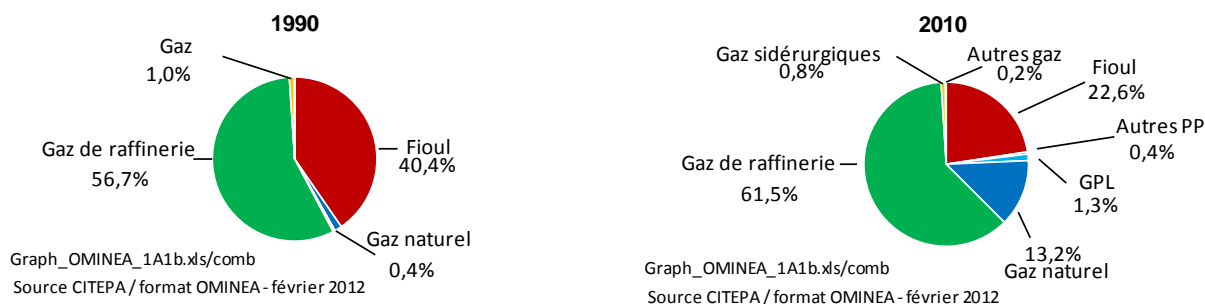 1990
Gaz
1,0%
Gaz de raffinerie
56,7%
Fioul
40,4%
Gaz naturel
0,4%
Graph_OMINEA_1A1b.xls/comb
Source CITEPA / format OMINEA - février 2012
2010
Gaz sidérurgiques
0,8%
Autres gaz
0,2%
Fioul
22,6%
Autres PP
0,4%
Gaz de raffinerie
61,5%
GPL
1,3%
13,2%
Gaz naturel
Graph_OMINEA_1A1b.xls/comb
Source CITEPA / format OMINEA - février 2012